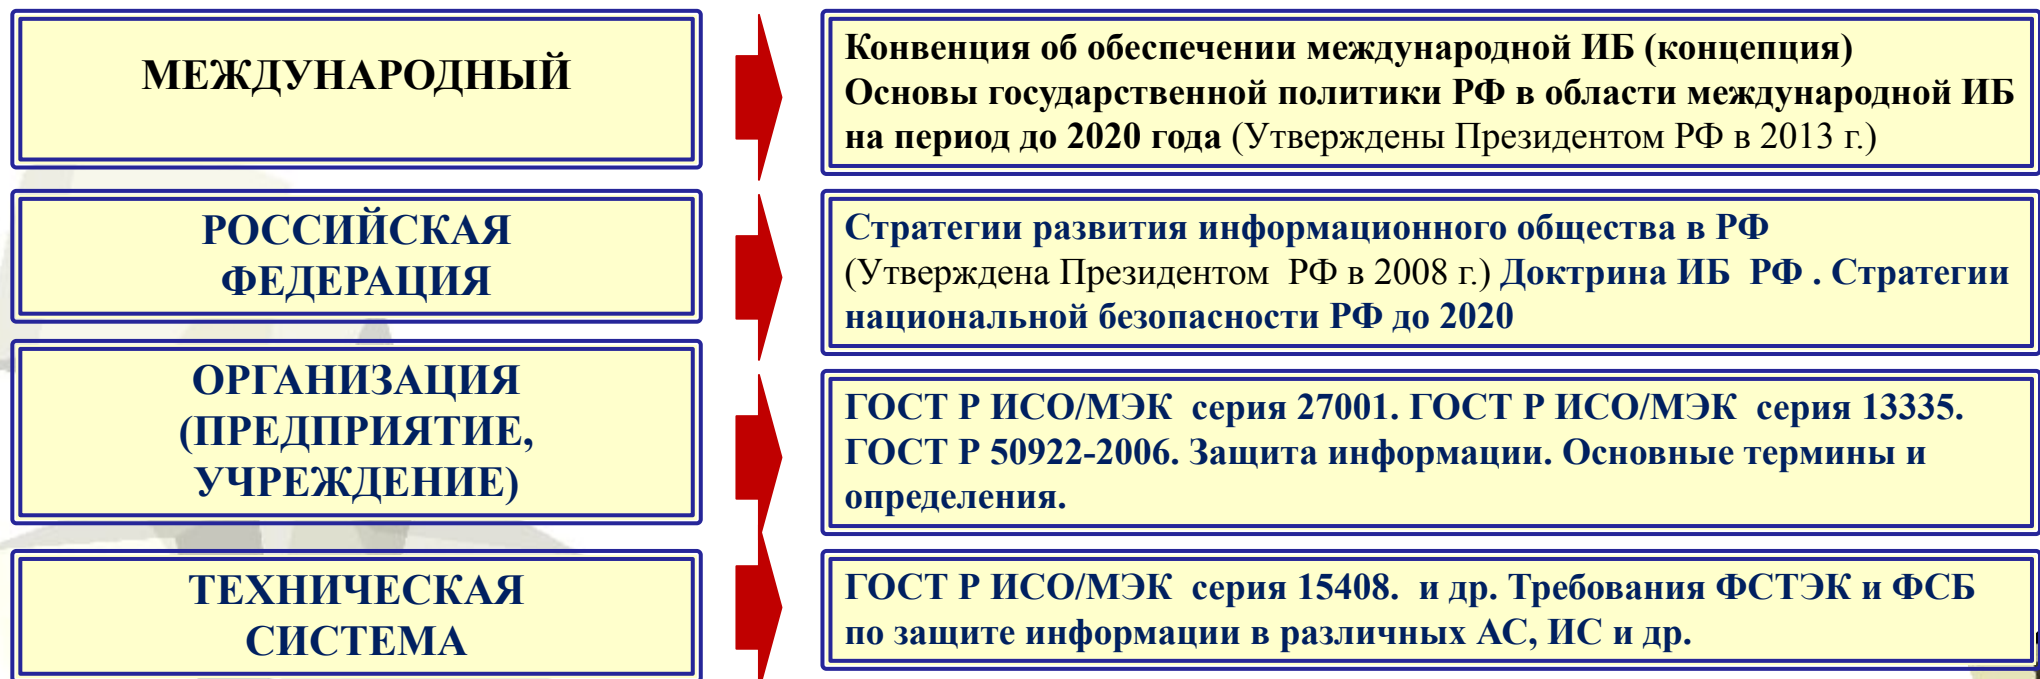 МЕЖДУНАРОДНЫЙ
Конвенция об обеспечении международной ИБ (концепция)
Основы государственной политики РФ в области международной ИБ
на период до 2020 года (Утверждены Президентом РФ в 2013 г.)
РОССИЙСКАЯ
ФЕДЕРАЦИЯ
Стратегии развития информационного общества в РФ
(Утверждена Президентом РФ в 2008 г.) Доктрина ИБ РФ . Стратегии
национальной безопасности РФ до 2020
ОРГАНИЗАЦИЯ
(ПРЕДПРИЯТИЕ,
УЧРЕЖДЕНИЕ)
ГОСТ Р ИСО/МЭК серия 27001. ГОСТ Р ИСО/МЭК серия 13335.
ГОСТ Р 50922-2006. Защита информации. Основные термины и
определения.
ТЕХНИЧЕСКАЯ
СИСТЕМА
ГОСТ Р ИСО/МЭК серия 15408. и др. Требования ФСТЭК и ФСБ
по защите информации в различных АС, ИС и др.